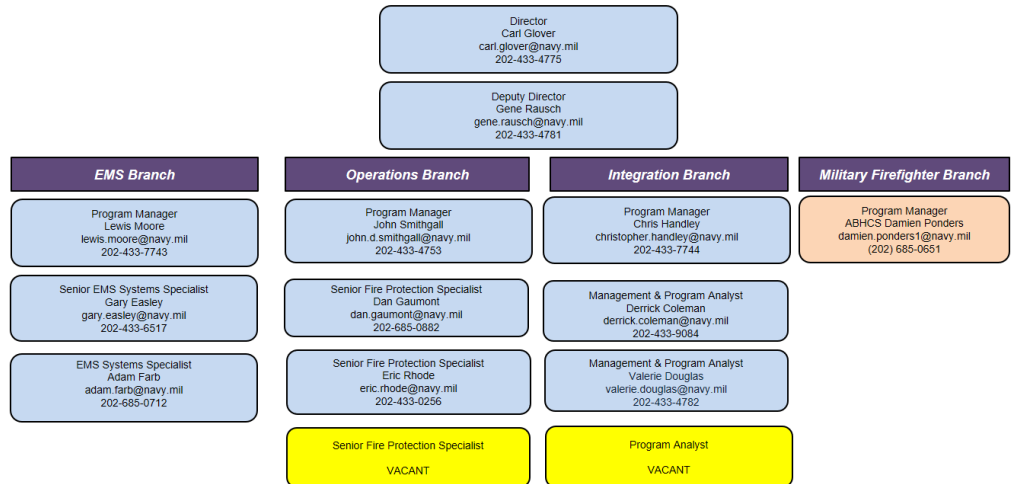 Director
Carl Glover
carl.glover@navy.mil
202-433-4775
Deputy Director
Gene Rausch
gene.rausch@navy.mil
202-433-4781
EMS Branch
Program Manager
Lewis Moore
lewis.moore@navy.mil
202-433-7743
Senior EMS Systems Specialist
Gary Easley
gary.easley@navy.mil
202-433-6517
EMS Systems Specialist
Adam Farb
adam.farb@navy.mil
202-685-0712
Operations Branch
Program Manager
John Smithgall
john.d.smithgall@navy.mil
202-433-4753
Senior Fire Protection Specialist
Dan Gaumont
dan.gaumont@navy.mil
202-685-0882
Senior Fire Protection Specialist
Eric Rhode
eric.rhode@navy.mil
202-433-0256
Senior Fire Protection Specialist
VACANT
Integration Branch
Program Manager
Chris Handley
christopher.handley@navy.mil
202-433-7744
Management & Program Analyst
Derrick Coleman
derrick.coleman@navy.mil
202-433-9084
Management & Program Analyst
Valerie Douglas
valerie.douglas@navy.mil
202-433-4782
Program Analyst
VACANT
Military Firefighter Branch
Program Manager
ABHCS Damien Ponders
damien.ponders1@navy.mil
(202) 685-0651